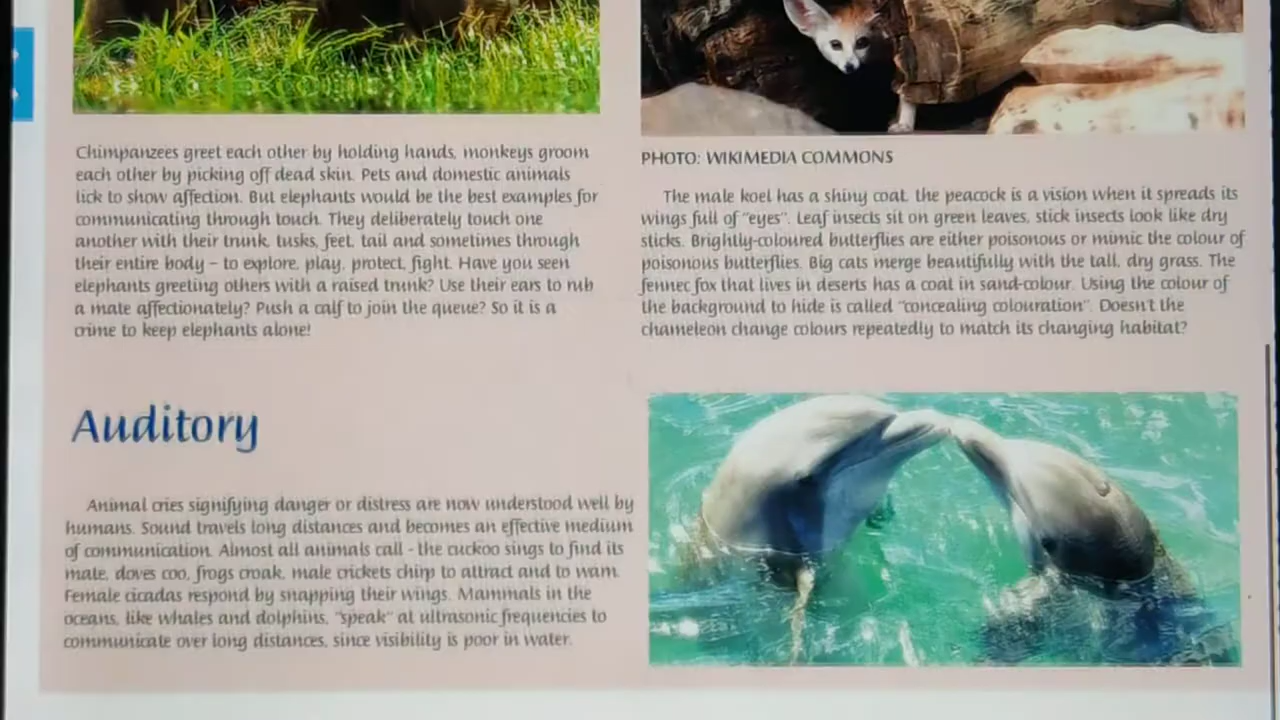 Chimpanzees greet each other by holding hands, monkeys groom
each other by picking off dead skin. Pets and domestic animals
lick to show affection. But elephants would be the best examples for
communicating through touch. They deliberately touch one
another with their trunk, tusks, feet, tail and sometimes through
their entire body – to explore, play, protect, fight. Have you seen
elephants greeting others with a raised trunk? Use their ears to rub
a mate affectionately? Push a calf to join the queue? So it is a
crime to keep elephants alone!
Auditory
Animal cries signifying danger or distress are now understood well by
humans. Sound travels long distances and becomes an effective medium
of communication. Almost all animals call - the cuckoo sings to find its
mate, doves coo, frogs croak, male crickets chirp to attract and to warn.
Female cicadas respond by snapping their wings. Mammals in the
oceans, like whales and dolphins, "speak" at ultrasonic frequencies to
communicate over long distances, since visibility is poor in water.
PHOTO: WIKIMEDIA COMMONS
The male koel has a shiny coat, the peacock is a vision when it spreads its
wings full of "eyes". Leaf insects sit on green leaves, stick insects look like dry
sticks. Brightly-coloured butterflies are either poisonous or mimic the colour of
poisonous butterflies. Big cats merge beautifully with the tall, dry grass. The
fennec fox that lives in deserts has a coat in sand-colour. Using the colour of
the background to hide is called "concealing colouration". Doesn't the
chameleon change colours repeatedly to match its changing habitat?